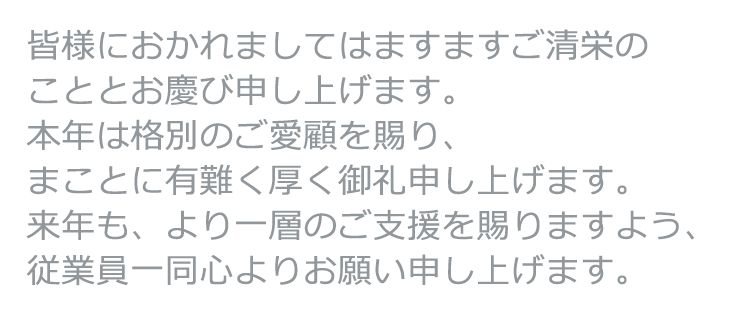 皆様におかれましてはますますご清栄の
こととお慶び申し上げます。
本年は格別のご愛顧を賜り、
まことに有難く厚く御礼申し上げます。
来年も、より一層のご支援を賜りますよう、
従業員一同心よりお願い申し上げます。